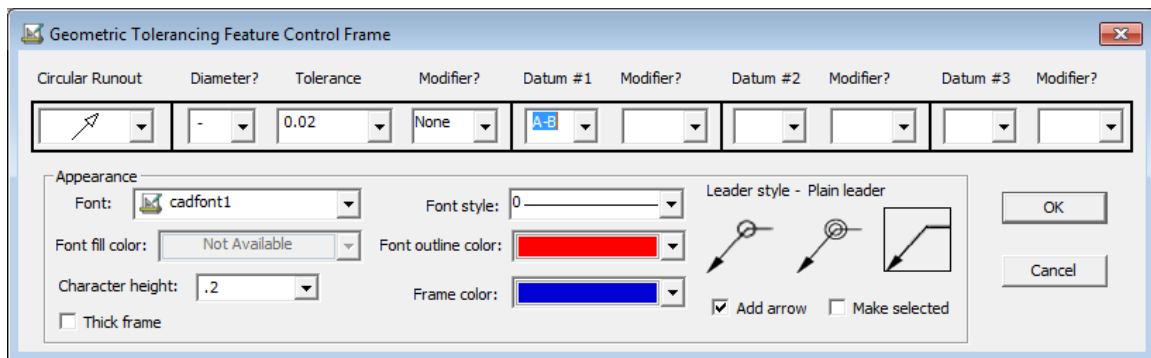 Geometric Tolerancing Feature Control Frame
Circular Runout Diameter? Tolerance Modifier? Datum #1 Modifier? Datum #2 Modifier? Datum #3 Modifier?
- 0.02 None A-B
Appearance
Font: cadfont1 Font style: 0 Leader style - Plain leader
OK
Font fill color: Not Available Font outline color:
Cancel
Character height: .2 Frame color: Add arrow Make selected
Thick frame